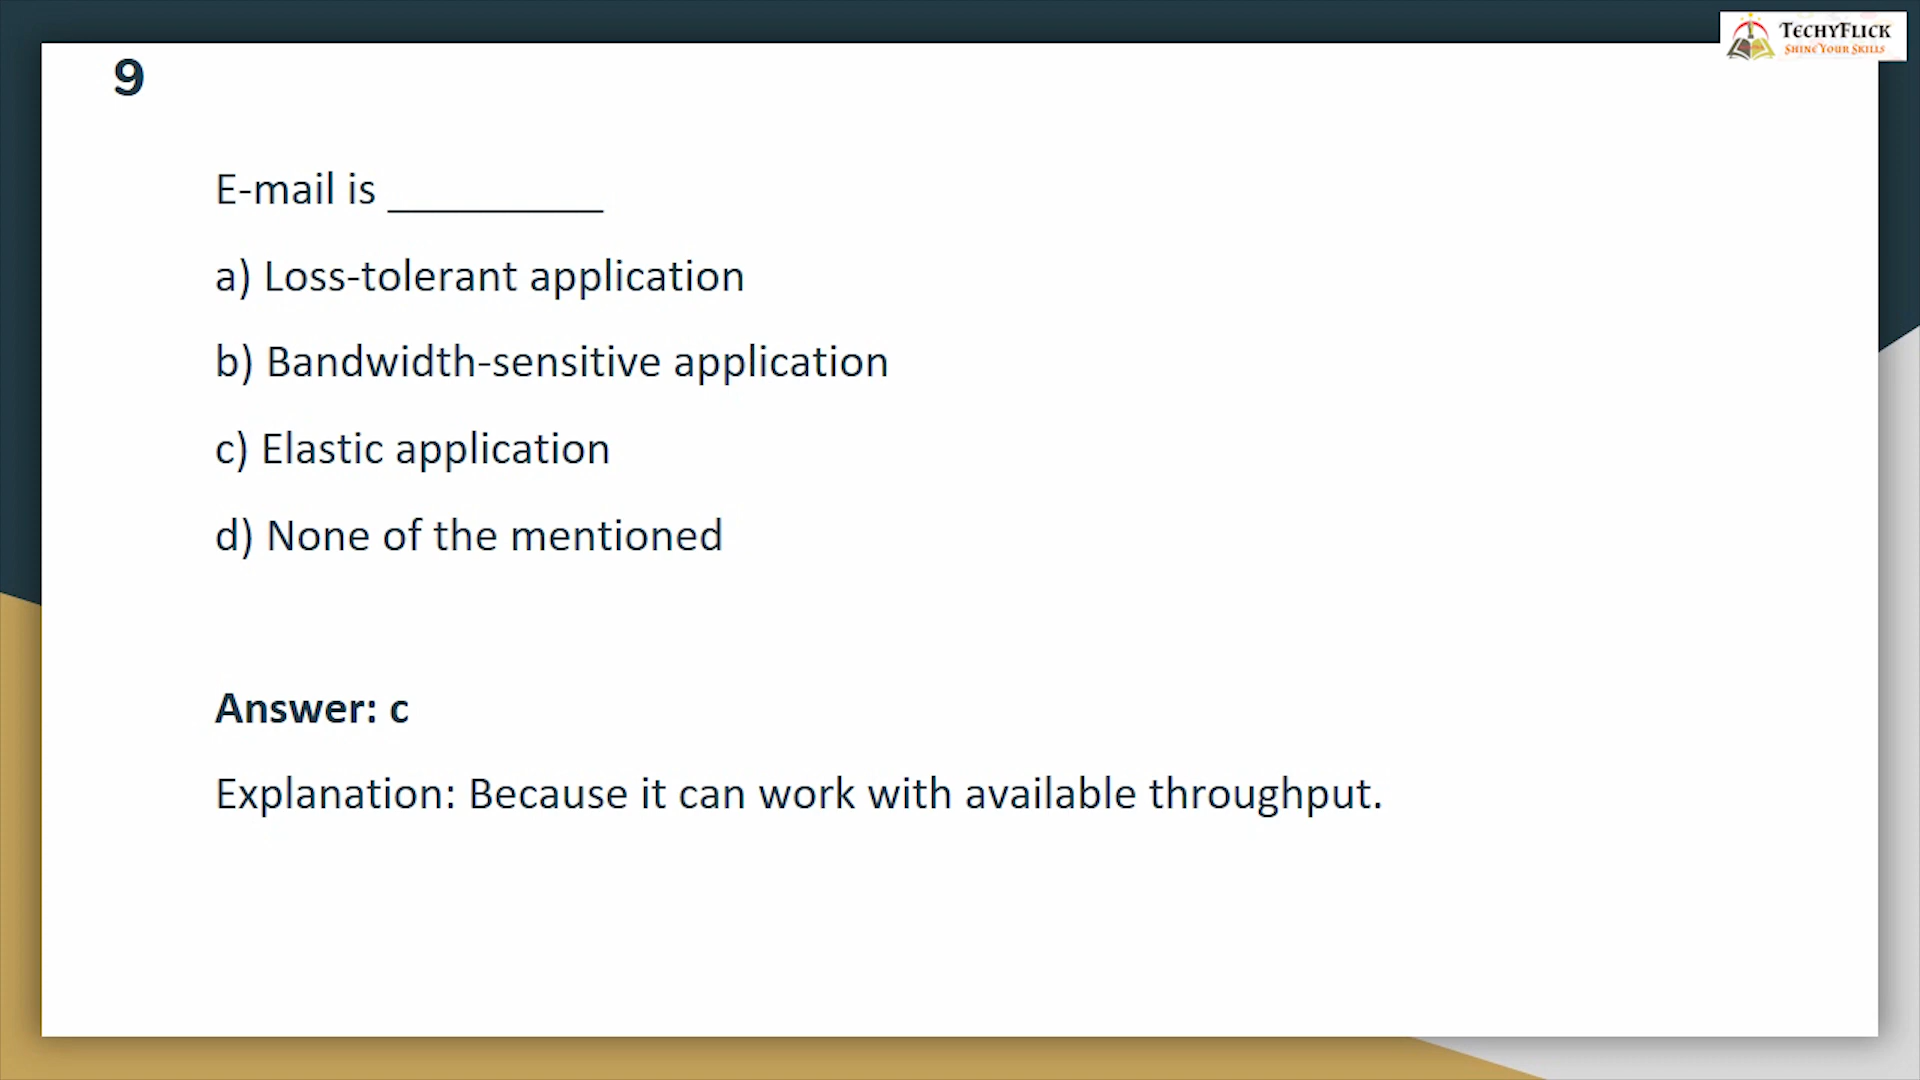 TECHYFLICK
SHINE YOUR SKILLS
9
E-mail is __________
a) Loss-tolerant application
b) Bandwidth-sensitive application
c) Elastic application
d) None of the mentioned
Answer: c
Explanation: Because it can work with available throughput.